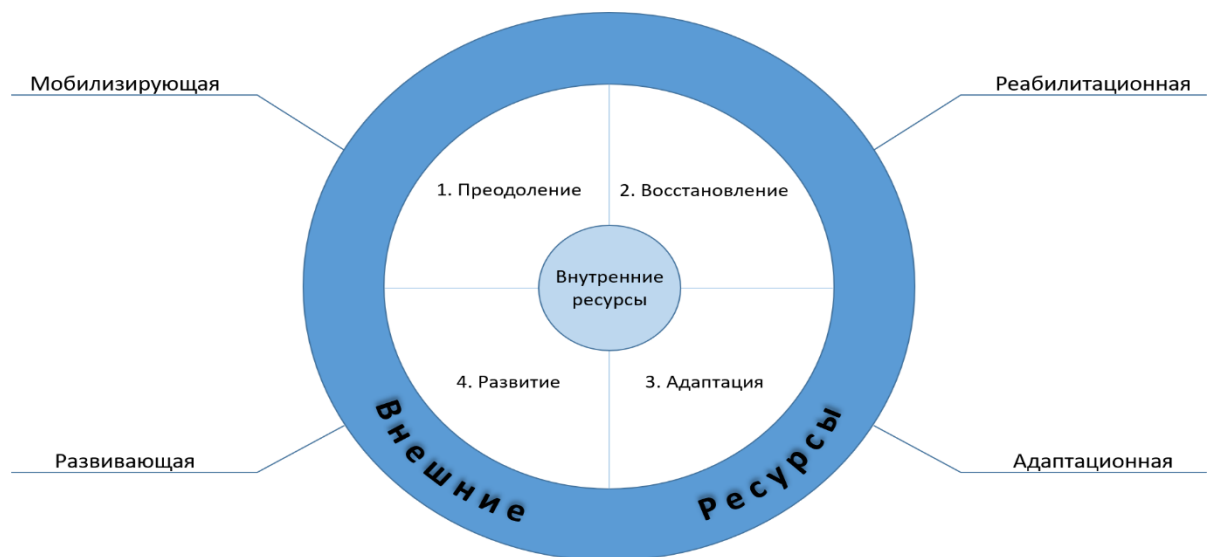 Мобилизирующая
Реабилитационная
1. Преодоление
2. Восстановление
Внутренние
ресурсы
4. Развитие
3. Адаптация
Внешние
Ресурсы
Развивающая
Адаптационная